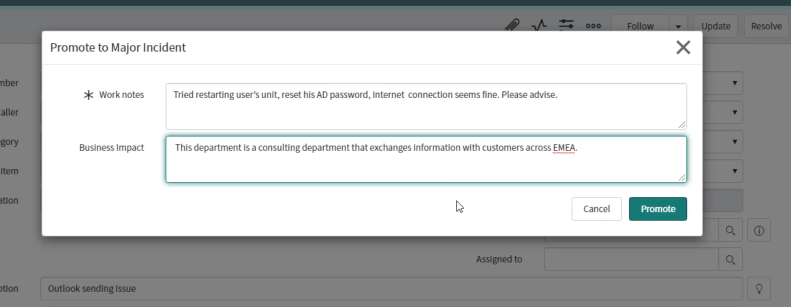 Follow
Update
Resolve
Promote to Major Incident
mber
Work notes
Tried restarting user's unit, reset his AD password, internet connection seems fine. Please advise.
aller
egory
Business Impact
This department is a consulting department that exchanges information with customers across EMEA.
item
ation
Cancel
Promote
Assigned to
ption
Outlook sending issue